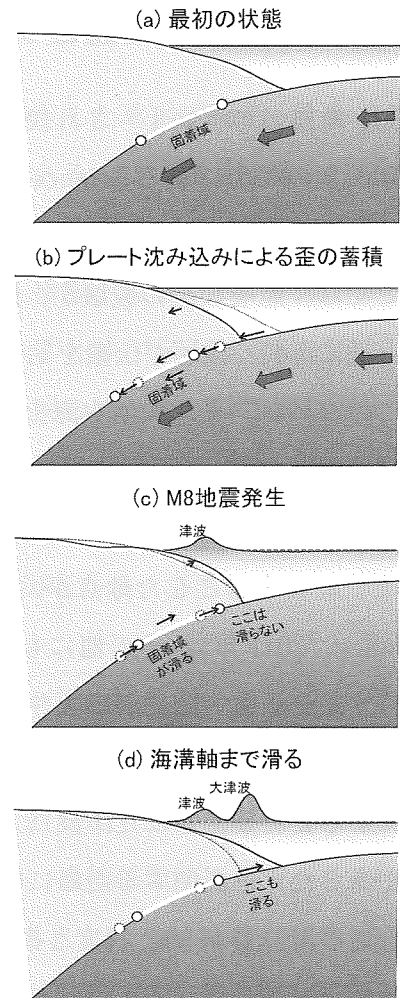 (a) 最初の状態
固着域
(b) プレート沈み込みによる歪の蓄積
固着域
(c) M8地震発生
津波
ここは
滑らない
固着域
が滑る
(d) 海溝軸まで滑る
大津波
津波
ここも
滑る